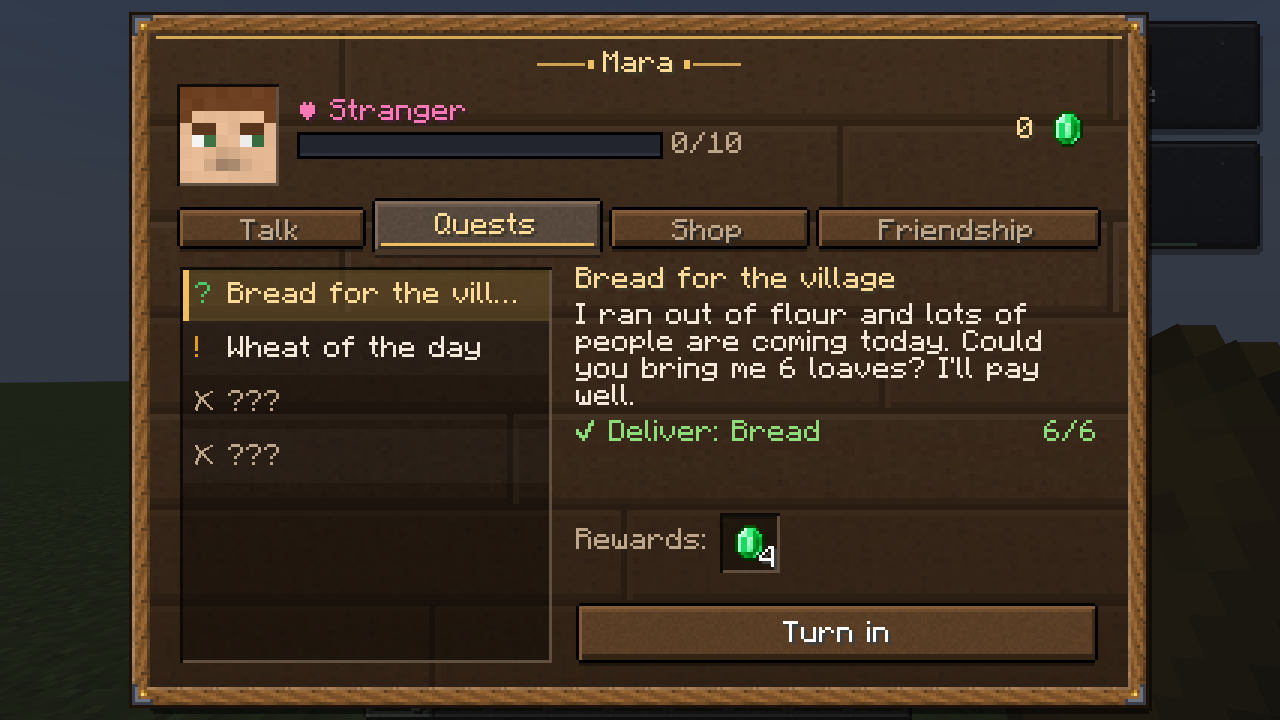 Mara
Stranger
0/10
0
Talk
Quests
Shop
Friendship
? Bread for the vill...
! Wheat of the day
???
???
Bread for the village
I ran out of flour and lots of
people are coming today. Could
you bring me 6 loaves? I'll pay
well.
✓ Deliver: Bread 6/6
Rewards:
4
Turn in